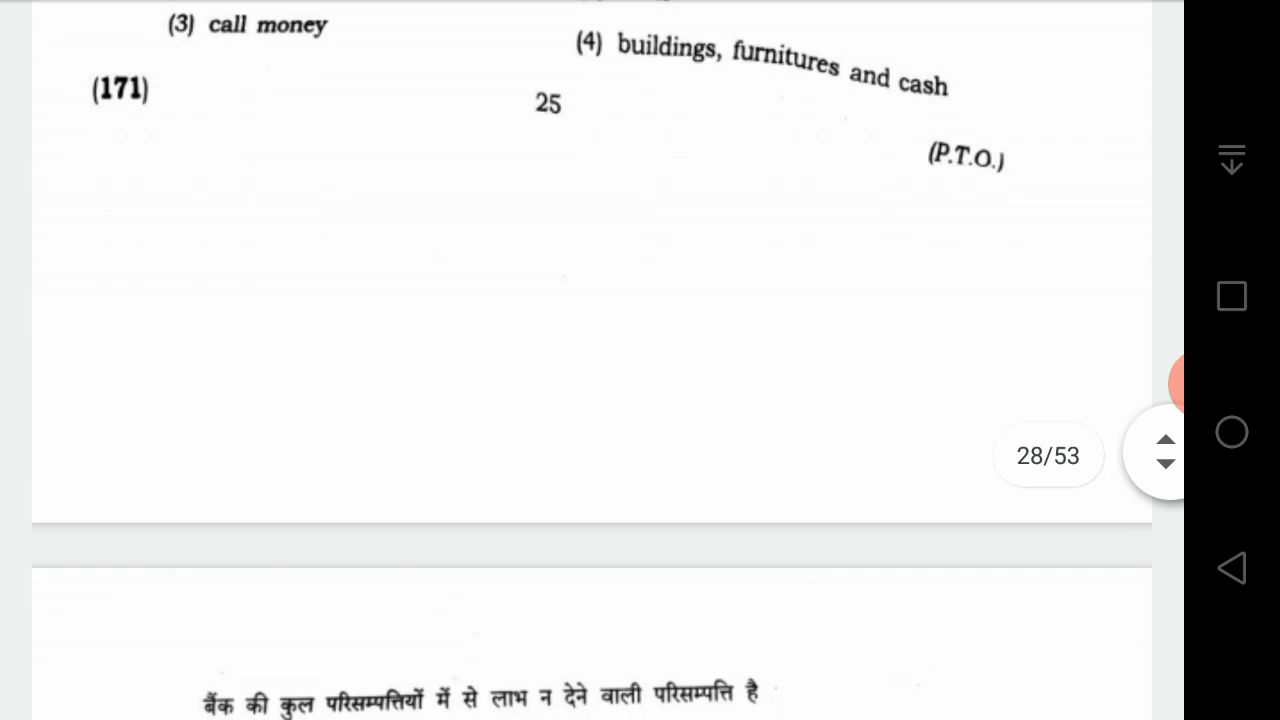 (3) call money
(4) buildings, furnitures and cash
(171)
25
(P.T.O.)
28/53
बैंक की कुल परिसम्पत्तियों में से लाभ न देने वाली परिसम्पत्ति है